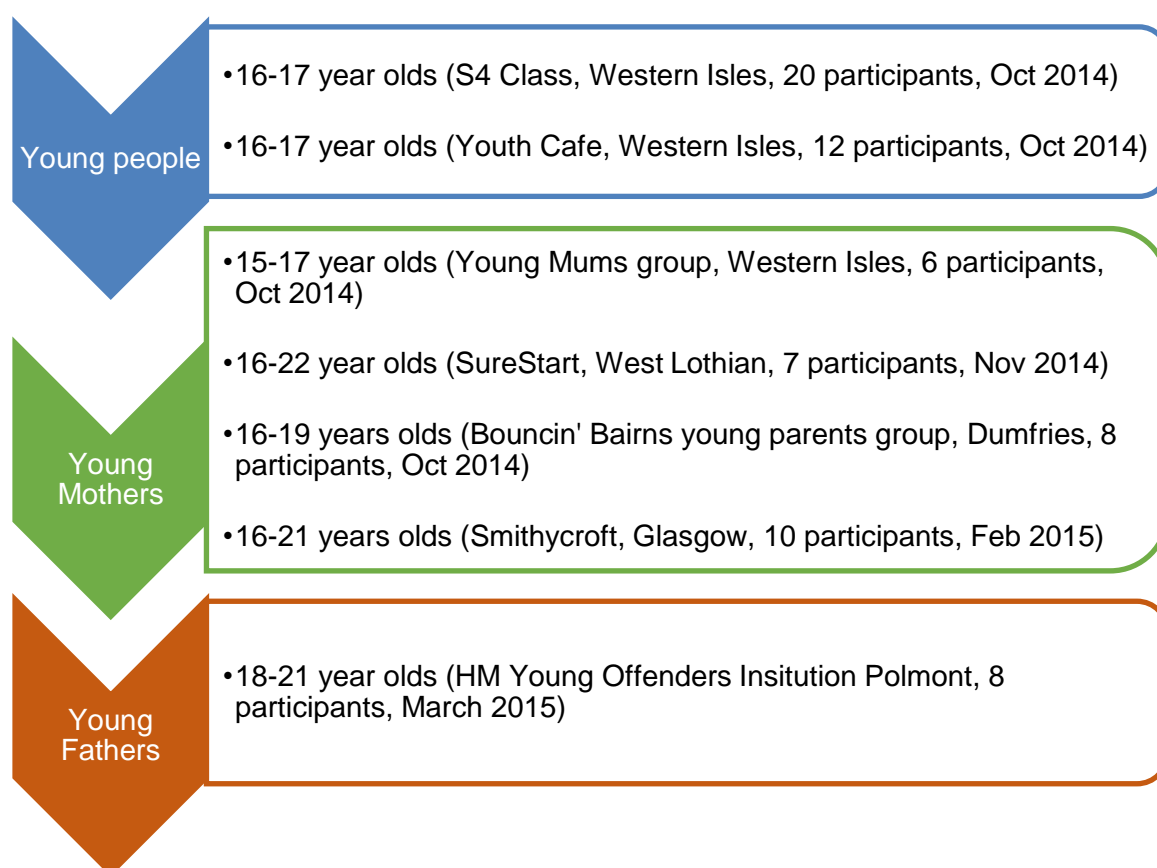 Young people
•16-17 year olds (S4 Class, Western Isles, 20 participants, Oct 2014)
•16-17 year olds (Youth Cafe, Western Isles, 12 participants, Oct 2014)
Young
Mothers
•15-17 year olds (Young Mums group, Western Isles, 6 participants,
Oct 2014)
•16-22 year olds (SureStart, West Lothian, 7 participants, Nov 2014)
•16-19 years olds (Bouncin' Bairns young parents group, Dumfries, 8
participants, Oct 2014)
•16-21 years olds (Smithycroft, Glasgow, 10 participants, Feb 2015)
Young
Fathers
•18-21 year olds (HM Young Offenders Insitution Polmont, 8
participants, March 2015)